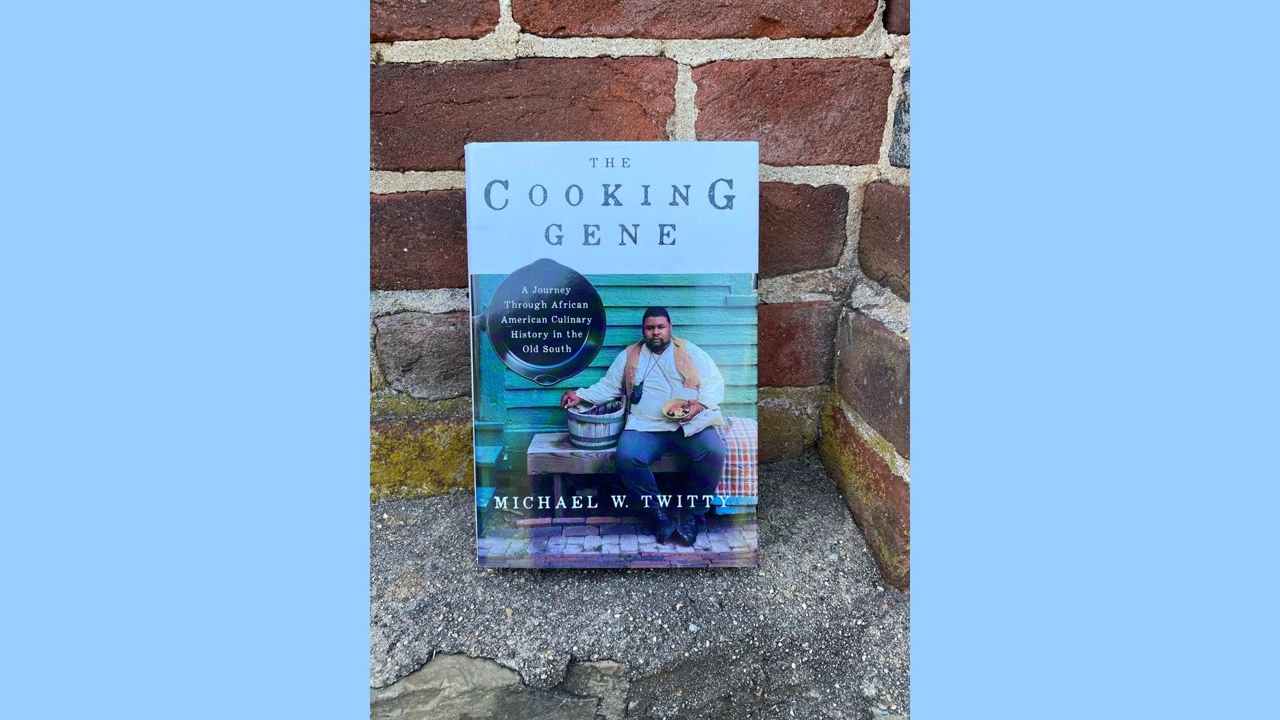 THE
COOKING
GENE
A Journey
Through African
American Culinary
History in the
Old South
MICHAEL W. TWITTY